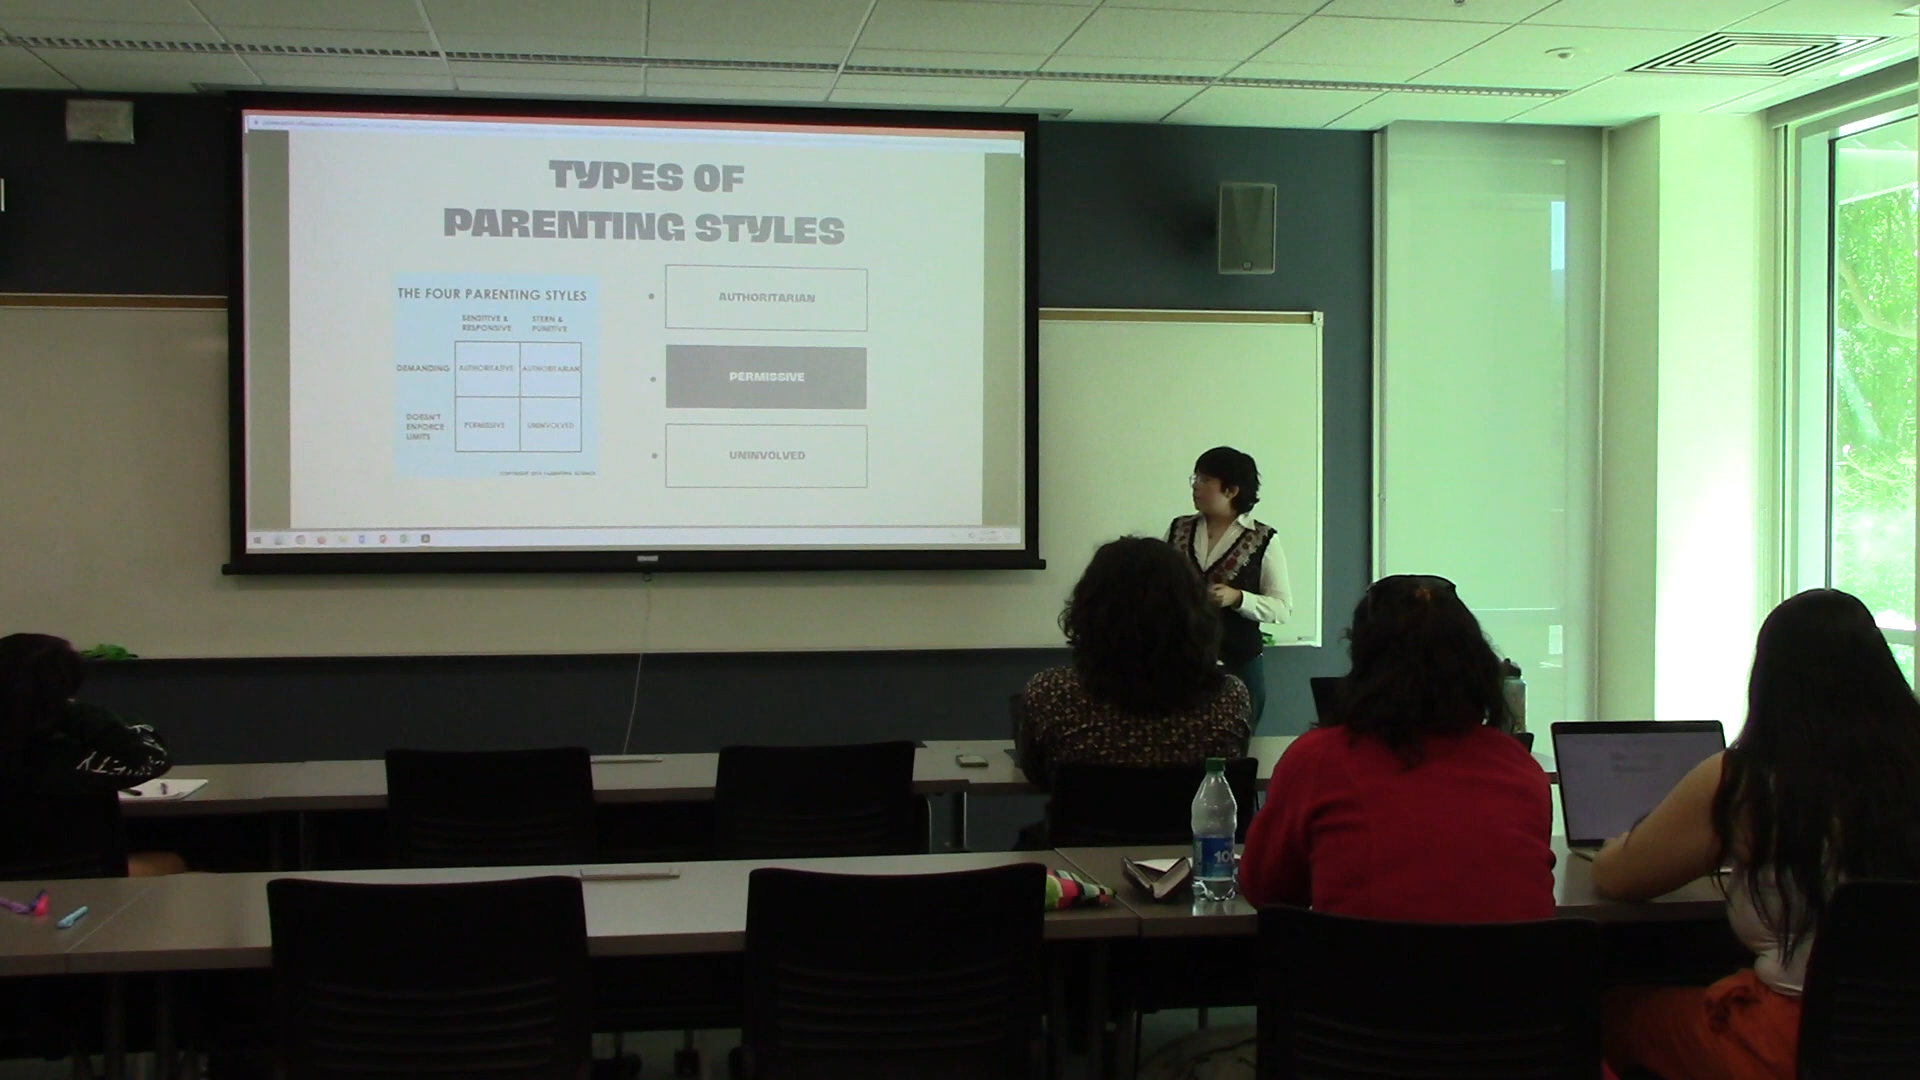 TYPES OF
PARENTING STYLES
THE FOUR PARENTING STYLES
SENSITIVE & RESPONSIVE
STERN & PUNITIVE
DEMANDING
AUTHORITATIVE
AUTHORITARIAN
DOESN'T ENFORCE LIMITS
PERMISSIVE
UNINVOLVED
AUTHORITARIAN
PERMISSIVE
UNINVOLVED
100